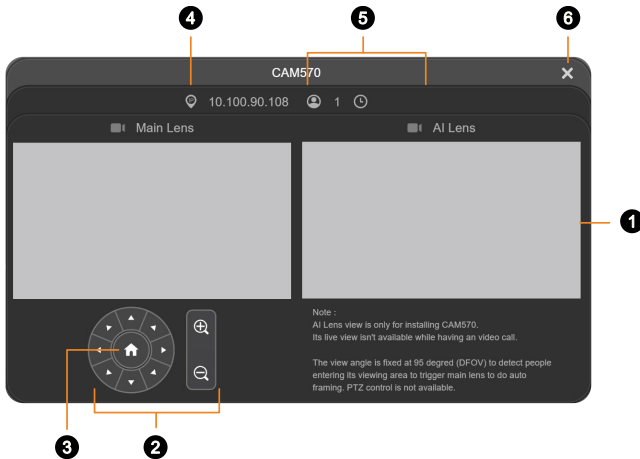 4 5 6
CAM570
IP 10.100.90.108 1
Main Lens AI Lens
1
Note :
AI Lens view is only for installing CAM570.
Its live view isn't available while having an video call.
The view angle is fixed at 95 degred (DFOV) to detect people
entering its viewing area to trigger main lens to do auto
framing. PTZ control is not available.
3 2